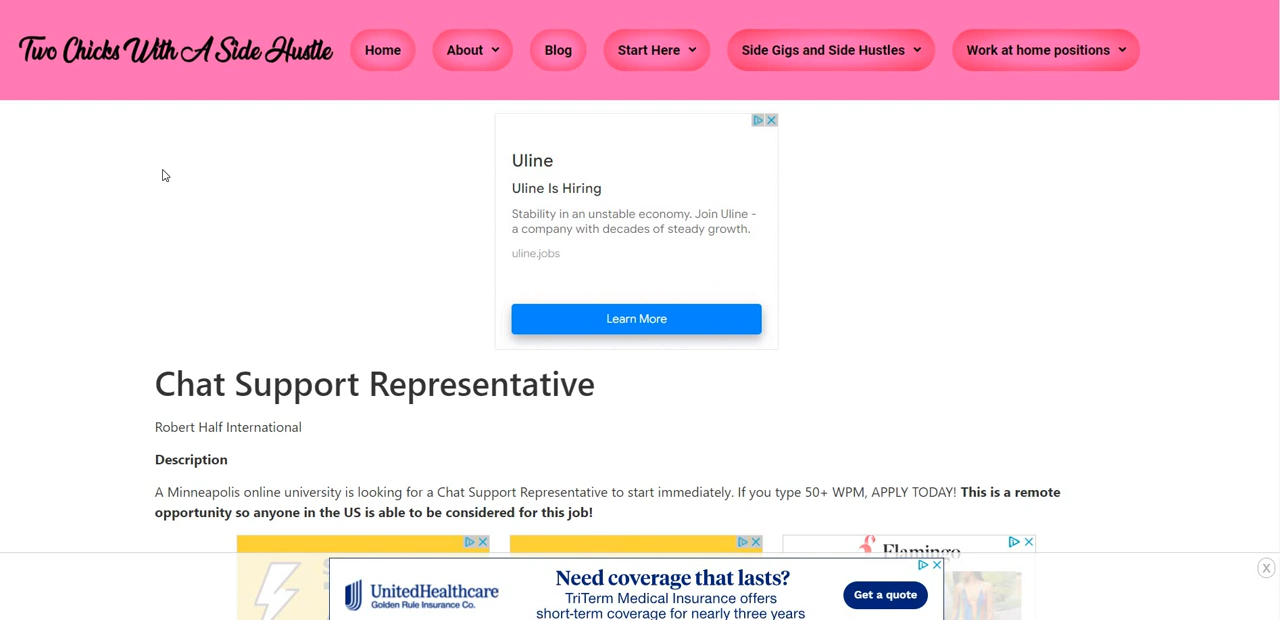 Two Chicks With A Side Hustle
Home
About
Blog
Start Here
Side Gigs and Side Hustles
Work at home positions
Uline
Uline Is Hiring
Stability in an unstable economy. Join Uline -
a company with decades of steady growth.
uline.jobs
Learn More
Chat Support Representative
Robert Half International
Description
A Minneapolis online university is looking for a Chat Support Representative to start immediately. If you type 50+ WPM, APPLY TODAY! This is a remote
opportunity so anyone in the US is able to be considered for this job!
Flamingo
UnitedHealthcare
Golden Rule Insurance Co.
Need coverage that lasts?
TriTerm Medical Insurance offers
short-term coverage for nearly three years
Get a quote
X